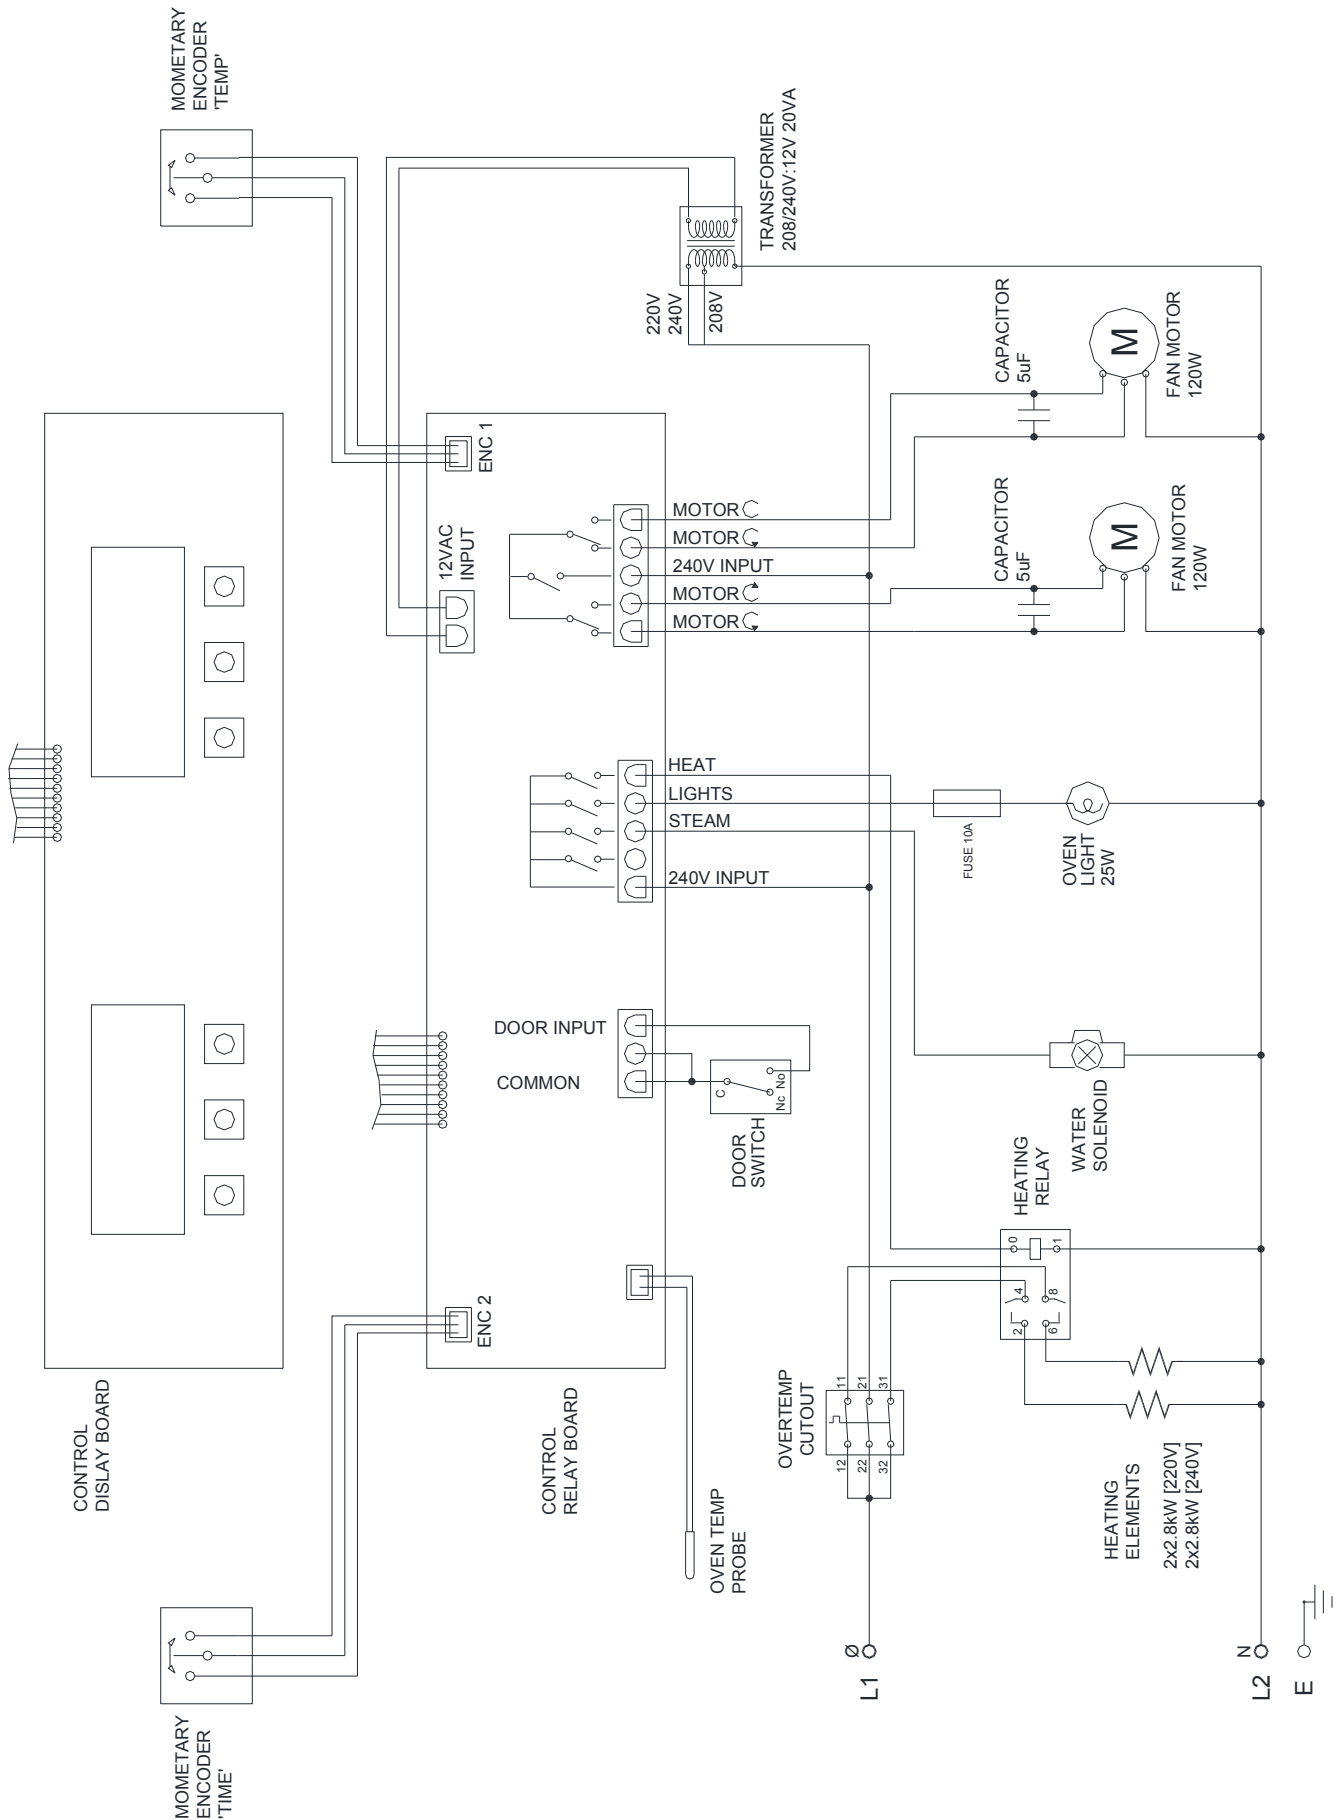 MOMETARY
ENCODER
'TEMP'
TRANSFORMER
208/240V:12V 20VA
220V
240V
208V
ENC 1
12VAC
INPUT
MOTOR
MOTOR
240V INPUT
MOTOR
MOTOR
CAPACITOR
5uF
M
FAN MOTOR
120W
CAPACITOR
5uF
M
FAN MOTOR
120W
HEAT
LIGHTS
STEAM
240V INPUT
FUSE 10A
OVEN
LIGHT
25W
DOOR INPUT
COMMON
C
Nc No
DOOR
SWITCH
WATER
SOLENOID
HEATING
RELAY
0
1
4
8
2
6
ENC 2
CONTROL
DISLAY BOARD
CONTROL
RELAY BOARD
OVERTEMP
CUTOUT
11
21
31
12
22
32
OVEN TEMP
PROBE
HEATING
ELEMENTS
2x2.8kW [220V]
2x2.8kW [240V]
MOMETARY
ENCODER
'TIME'
Ø
L1
N
L2
E